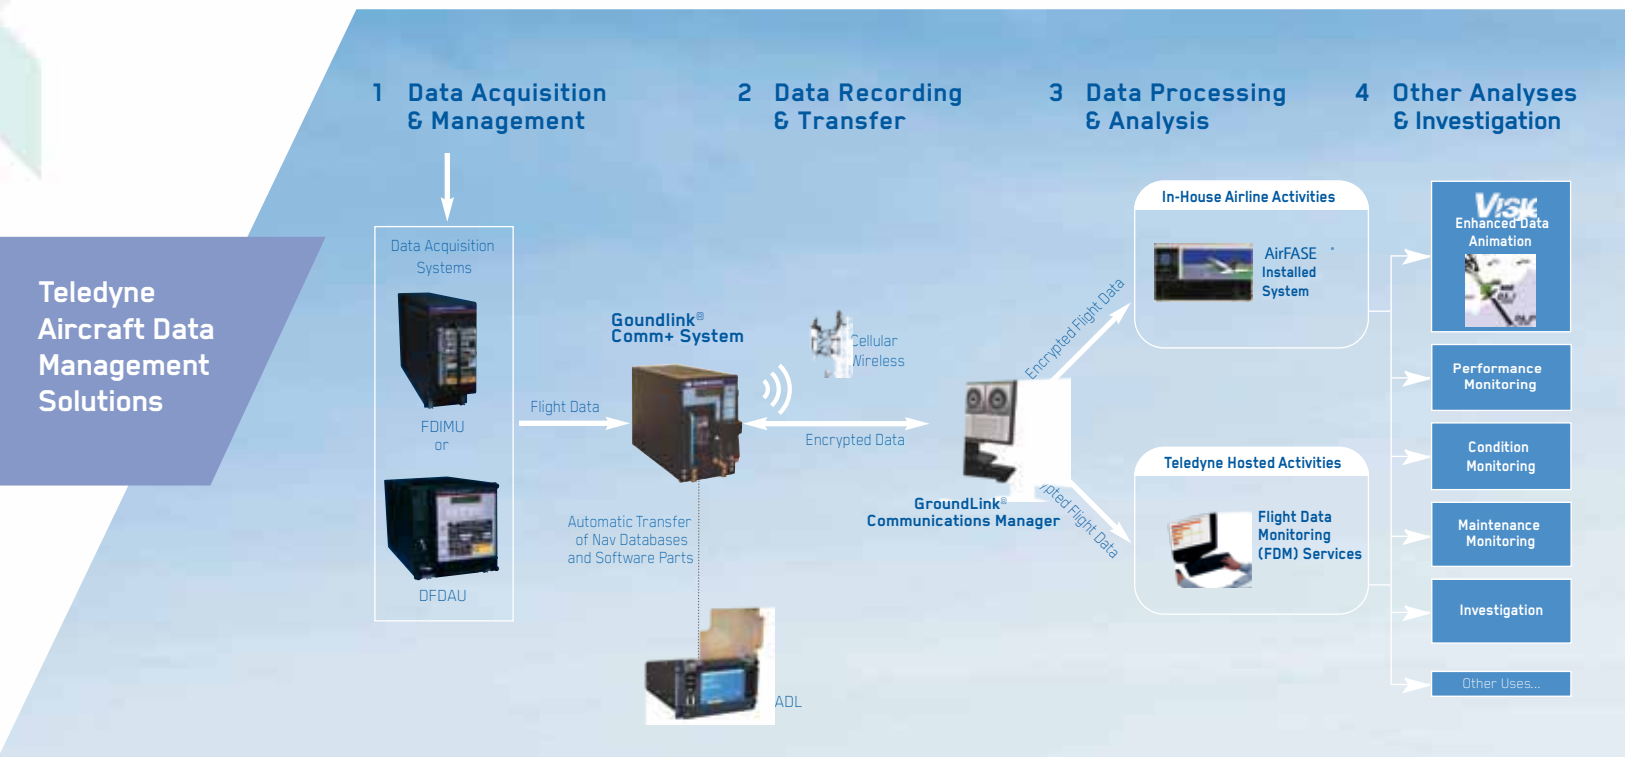 Teledyne
Aircraft Data
Management
Solutions
1 Data Acquisition
& Management
2 Data Recording
& Transfer
3 Data Processing
& Analysis
4 Other Analyses
& Investigation
Data Acquisition
Systems
FDIMU
or
DFDAU
Flight Data
Goundlink®
Comm+ System
Cellular
Wireless
Encrypted Data
Automatic Transfer
of Nav Databases
and Software Parts
ADL
GroundLink®
Communications Manager
Encrypted Flight Data
ypted Flight Data
In-House Airline Activities
AirFASE
Installed
System
Teledyne Hosted Activities
Flight Data
Monitoring
(FDM) Services
Enhanced Data
Animation
Performance
Monitoring
Condition
Monitoring
Maintenance
Monitoring
Investigation
Other Uses...